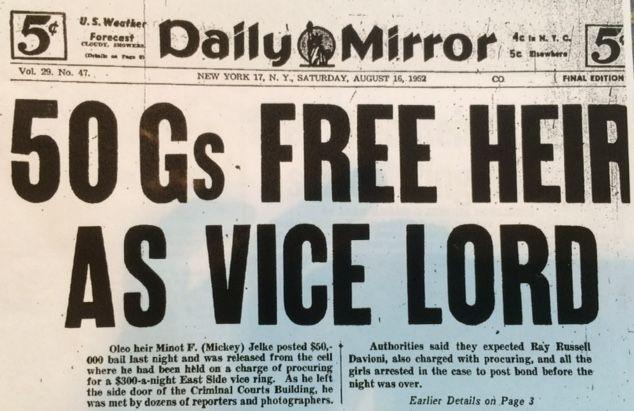 5¢
U.S. Weather
Forecast
CLOUDY, SHOWERS
(Details on Page 2)
Daily Mirror
4c in N. Y. C.
5c Elsewhere
5¢
Vol. 29. No. 47.
NEW YORK 17, N. Y., SATURDAY, AUGUST 16, 1952
CO
FINAL EDITION
50 Gs FREE HEIR
AS VICE LORD
Oleo heir Minot F. (Mickey) Jelke posted $50,-
000 bail last night and was released from the cell
where he had been held on a charge of procuring
for a $300-a-night East Side vice ring. As he left
the side door of the Criminal Courts Building, he
was met by dozens of reporters and photographers.
Authorities said they expected Ray Russell
Davioni, also charged with procuring, and all the
girls arrested in the case to post bond before the
night was over.
Earlier Details on Page 3